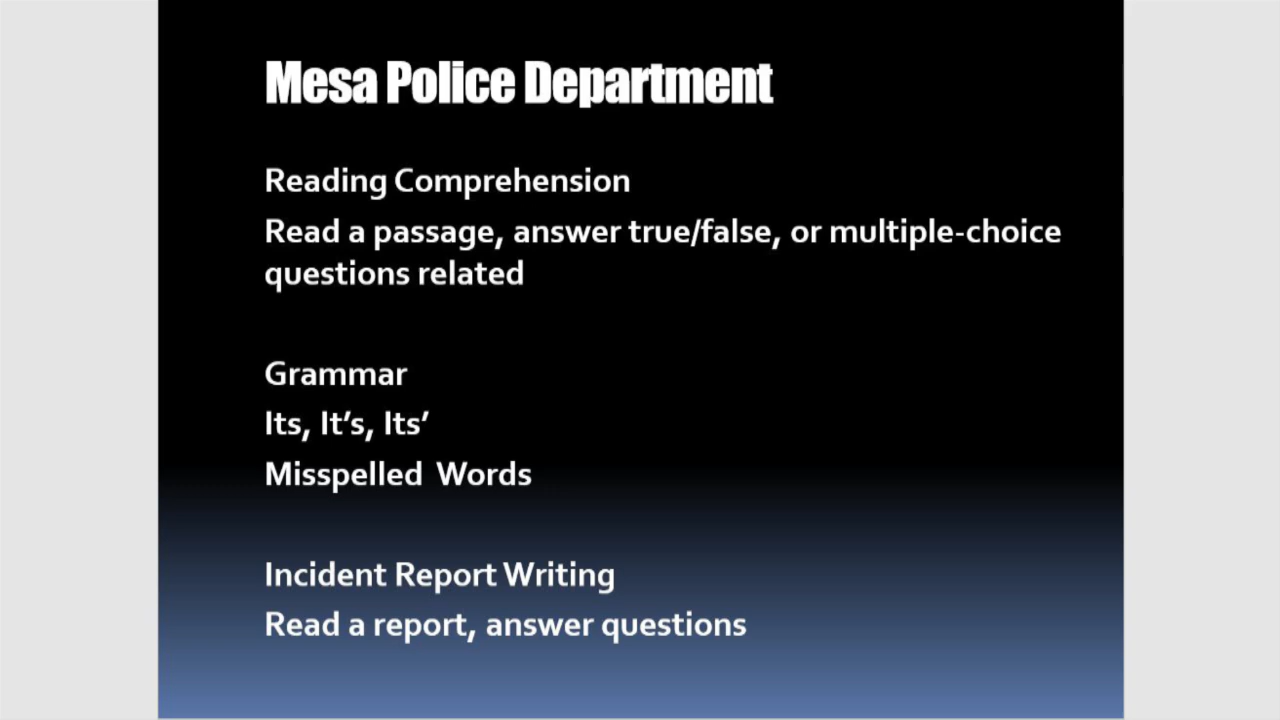 Mesa Police Department
Reading Comprehension
Read a passage, answer true/false, or multiple-choice
questions related
Grammar
Its, It’s, Its’
Misspelled  Words
Incident Report Writing
Read a report, answer questions